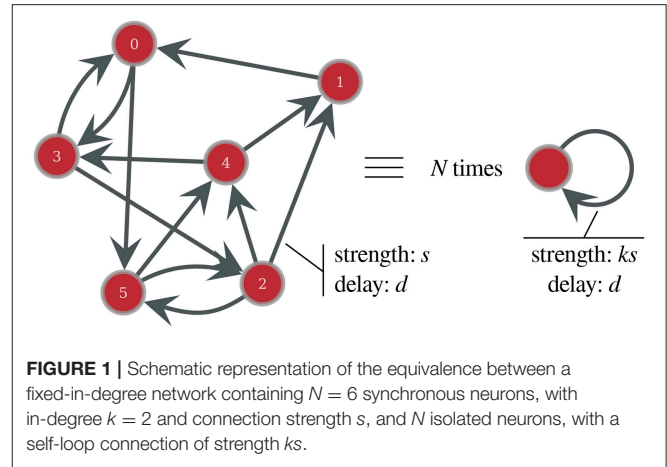 0
1
3
4
5
2
≡ N times
strength: s
delay: d
strength: ks
delay: d
FIGURE 1 | Schematic representation of the equivalence between a
fixed-in-degree network containing N = 6 synchronous neurons, with
in-degree k = 2 and connection strength s, and N isolated neurons, with a
self-loop connection of strength ks.